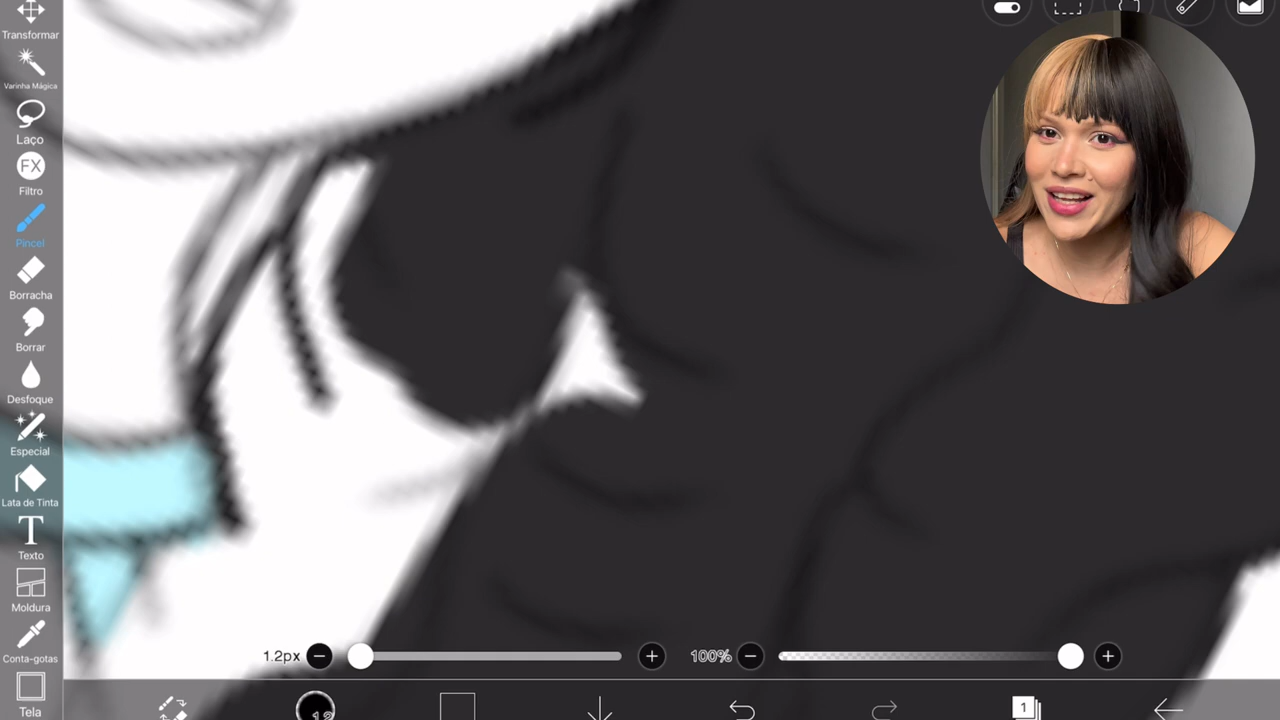 Transformar
Varinha Mágica
Laço
FX
Filtro
Pincel
Borracha
Borrar
Desfoque
Especial
Lata de Tinta
T
Texto
Moldura
Conta-gotas
Tela
1.2px
100%
1